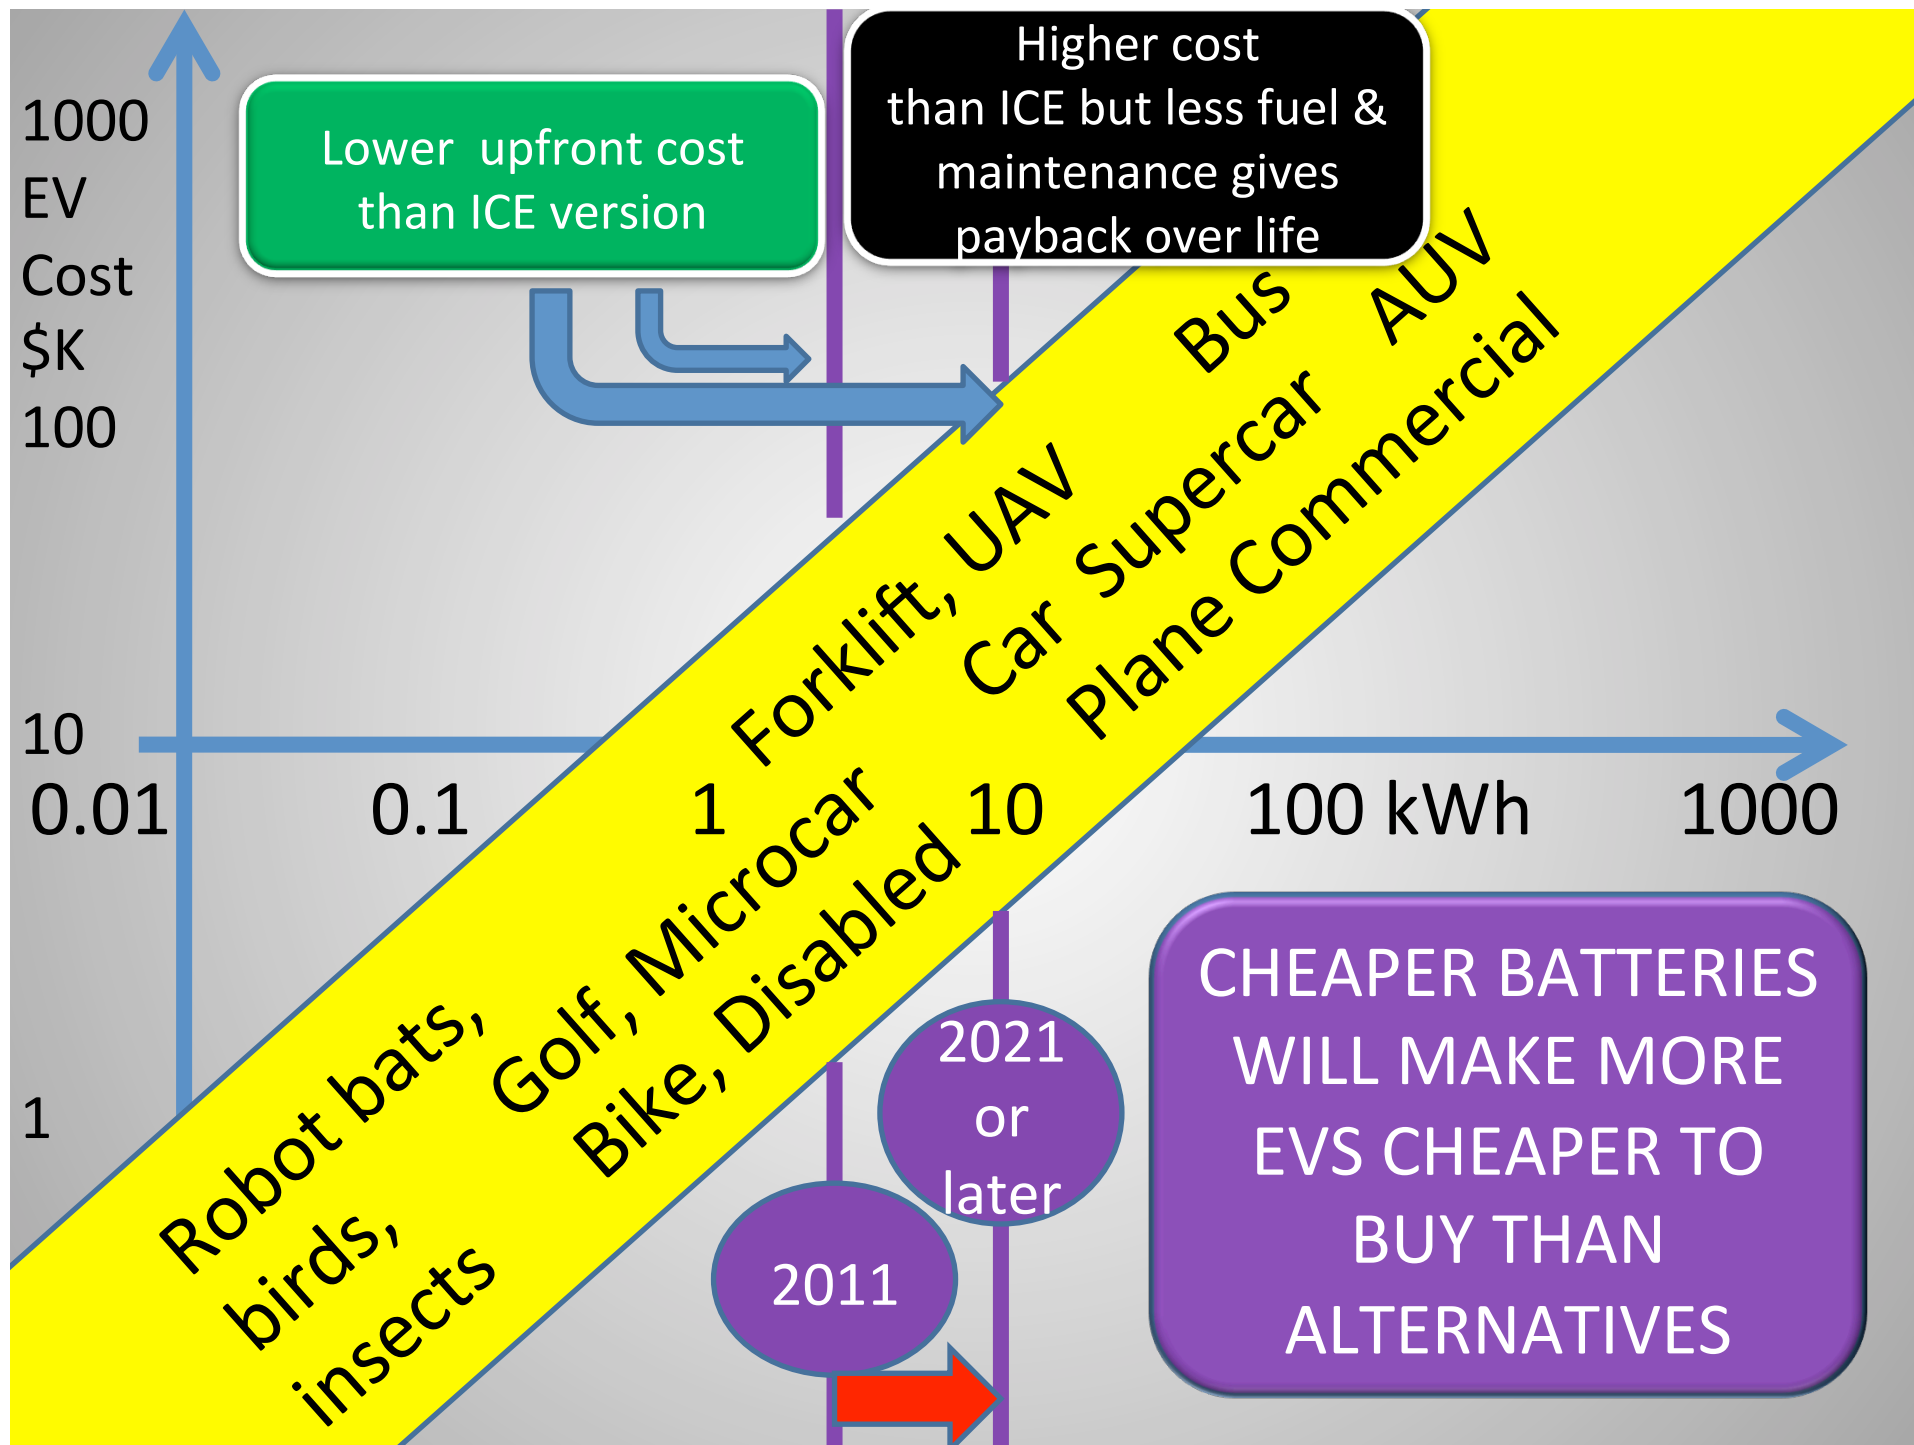 Higher cost
than ICE but less fuel &
maintenance gives
payback over life
Lower upfront cost
than ICE version
1000
EV
Cost
$K
100
10
1
Bus AUV
Forklift, UAV Car Supercar
Plane Commercial
0.01 0.1 1 10 100 kWh 1000
Robot bats,
birds,
insects
Golf, Microcar
Bike, Disabled
2021
or
later
2011
CHEAPER BATTERIES
WILL MAKE MORE
EVS CHEAPER TO
BUY THAN
ALTERNATIVES